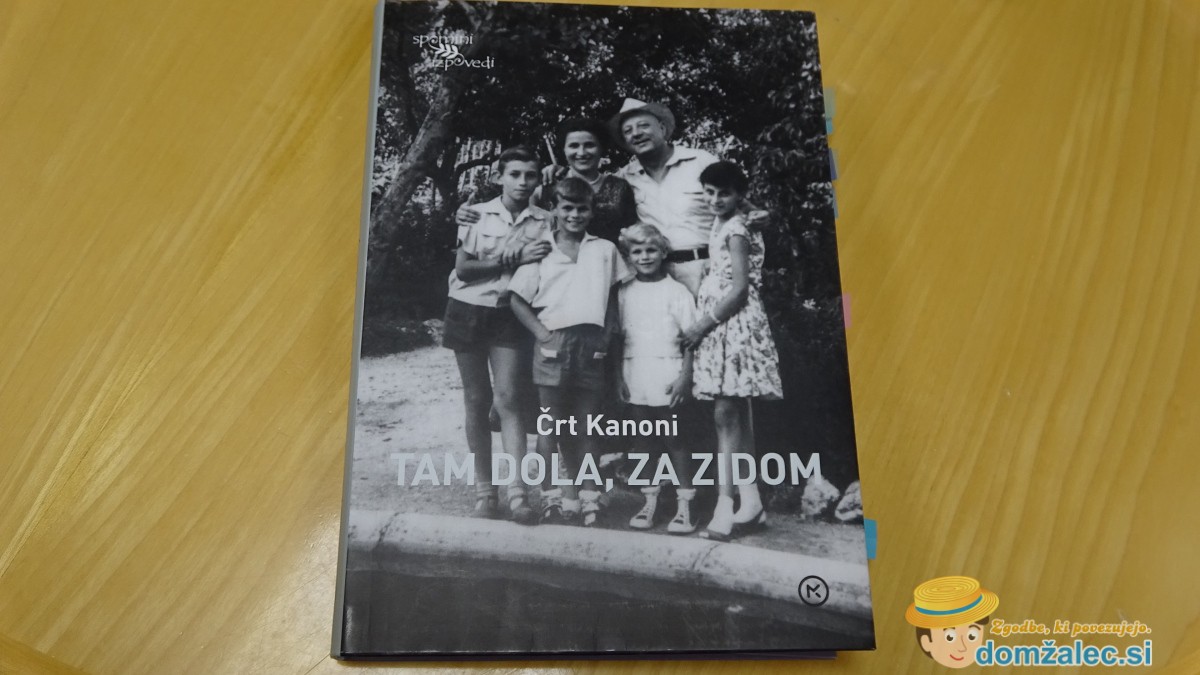 spomini
izpovedi
Črt Kanoni
TAM DOLA, ZA ZIDOM
Zgodbe, ki povezujejo.
domžalec.si